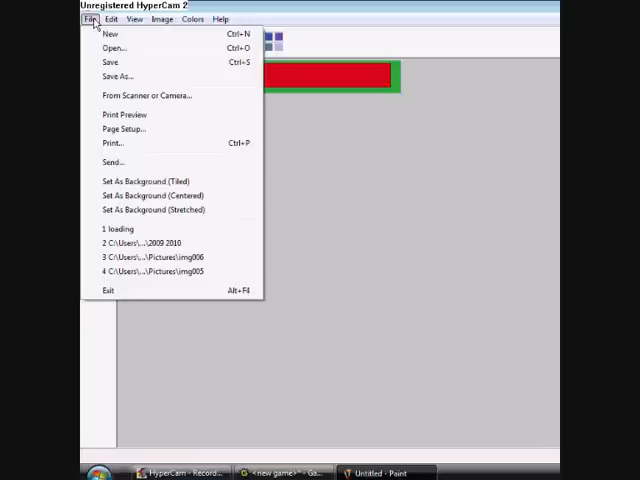 Unregistered HyperCam 2
File Edit View Image Colors Help
New Ctrl+N
Open... Ctrl+O
Save Ctrl+S
Save As...
From Scanner or Camera...
Print Preview
Page Setup...
Print... Ctrl+P
Send...
Set As Background (Tiled)
Set As Background (Centered)
Set As Background (Stretched)
1 loading
2 C:\Users\...\2009 2010
3 C:\Users\...\Pictures\img006
4 C:\Users\...\Pictures\img005
Exit Alt+F4
HyperCam - Record... <new game>* - Ga... Untitled - Paint